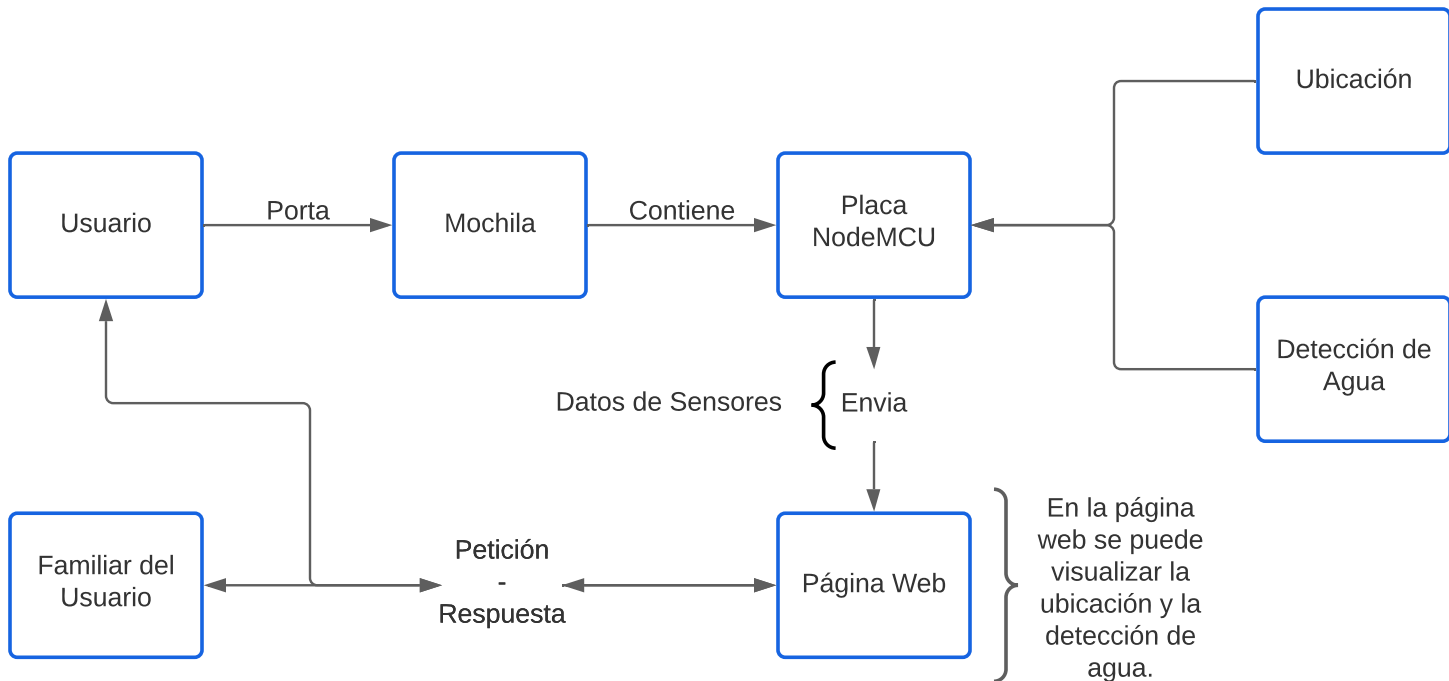 Ubicación
Usuario
Porta
Mochila
Contiene
Placa
NodeMCU
Detección de
Agua
Datos de Sensores
Envia
Familiar del
Usuario
Petición
-
Respuesta
Página Web
En la página
web se puede
visualizar la
ubicación y la
detección de
agua.